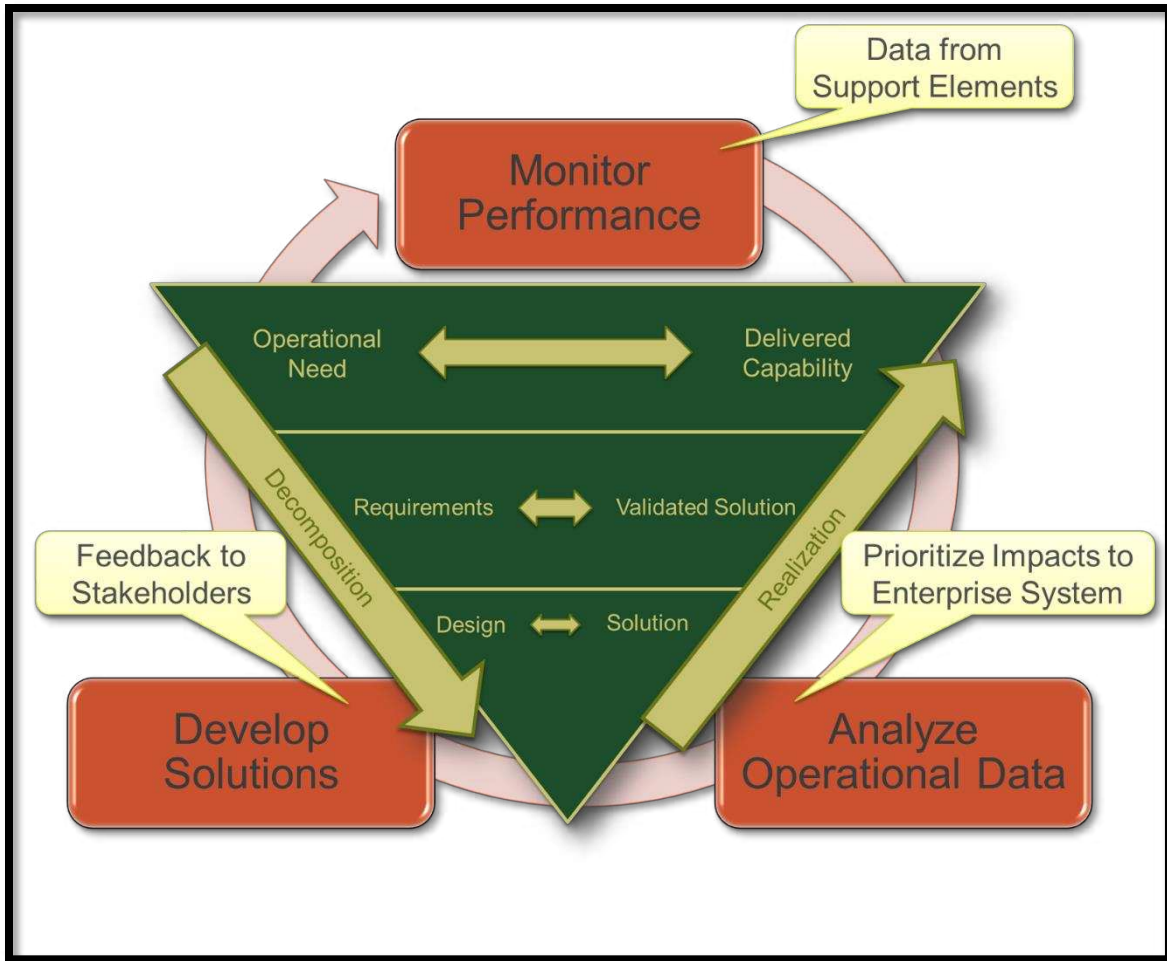 Data from
Support Elements
Monitor
Performance
Operational
Need
Delivered
Capability
Decomposition
Requirements
Validated Solution
Realization
Feedback to
Stakeholders
Prioritize Impacts to
Enterprise System
Design
Solution
Develop
Solutions
Analyze
Operational Data